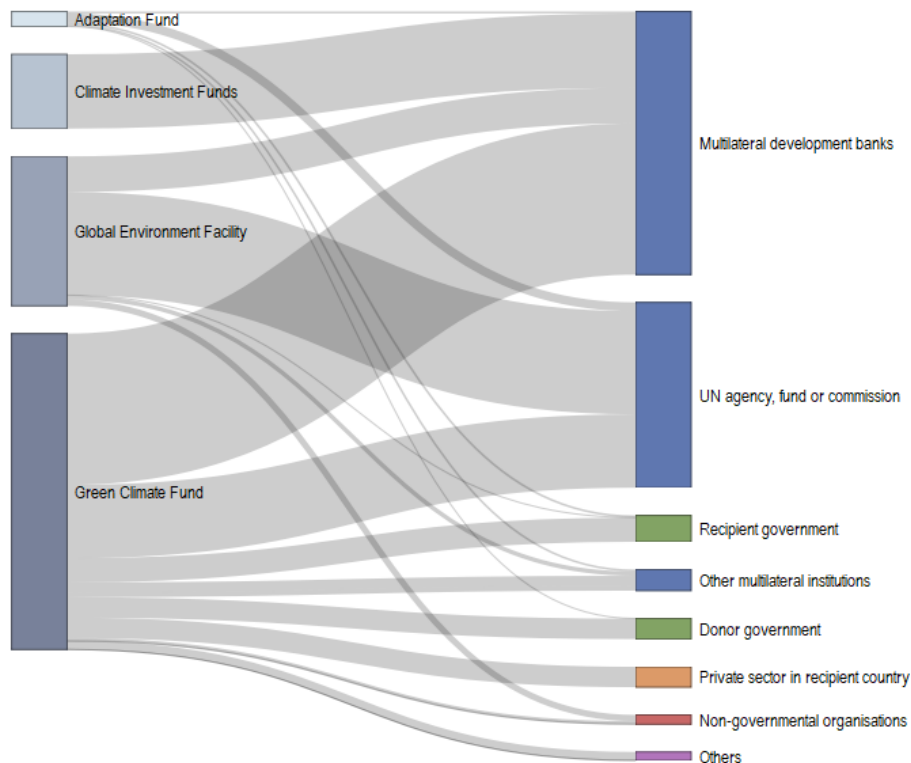 Adaptation Fund
Climate Investment Funds
Global Environment Facility
Green Climate Fund
Multilateral development banks
UN agency, fund or commission
Recipient government
Other multilateral institutions
Donor government
Private sector in recipient country
Non-governmental organisations
Others